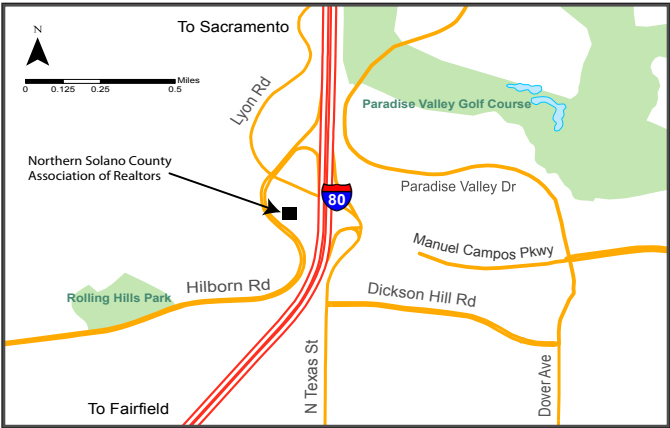 To Sacramento
N
Miles
0 0.125 0.25 0.5
Lyon Rd
Paradise Valley Golf Course
Northern Solano County
Association of Realtors
80
Paradise Valley Dr
Manuel Campos Pkwy
Rolling Hills Park
Hilborn Rd
Dickson Hill Rd
N Texas St
Dover Ave
To Fairfield